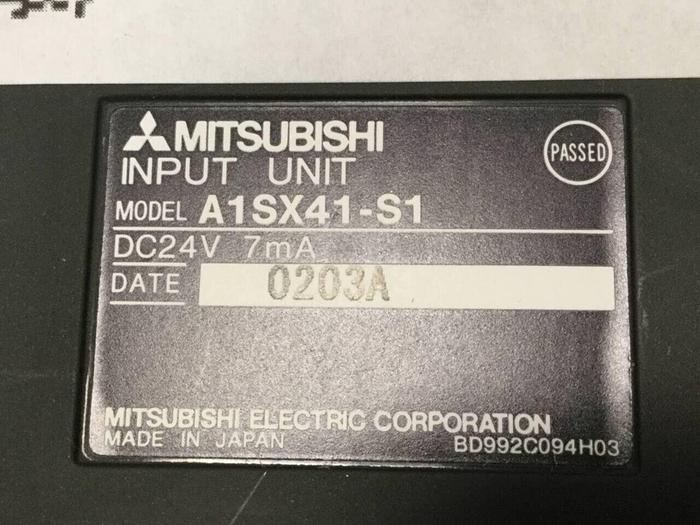 MITSUBISHI
INPUT UNIT
PASSED
MODEL A1SX41-S1
DC24V 7mA
DATE 0203A
MITSUBISHI ELECTRIC CORPORATION
MADE IN JAPAN BD992C094H03